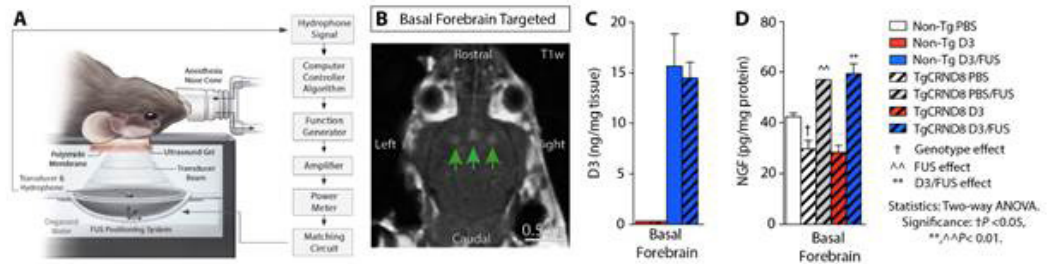 A
Hydrophone
Signal
Computer
Controller
Algorithm
Function
Generator
Amplifier
Power
Meter
Matching
Circuit
Anesthesia
Nose Cone
Polymide
Membrane
Ultrasound Gel
Transducer
Beam
Transducer &
Hydrophone
Degassed
Water
FUS Positioning System
B
Basal Forebrain Targeted
Rostral
T1w
Left
Right
Caudal
0.5
C
D3 (ng/mg tissue)
20
15
10
5
0
Basal
Forebrain
D
NGF (pg/mg protein)
80
60
40
20
0
†
^^
**
Basal
Forebrain
Non-Tg PBS
Non-Tg D3
Non-Tg D3/FUS
TgCRND8 PBS
TgCRND8 PBS/FUS
TgCRND8 D3
TgCRND8 D3/FUS
† Genotype effect
^^ FUS effect
** D3/FUS effect
Statistics: Two-way ANOVA.
Significance: †P <0.05,
**,^^P< 0.01.